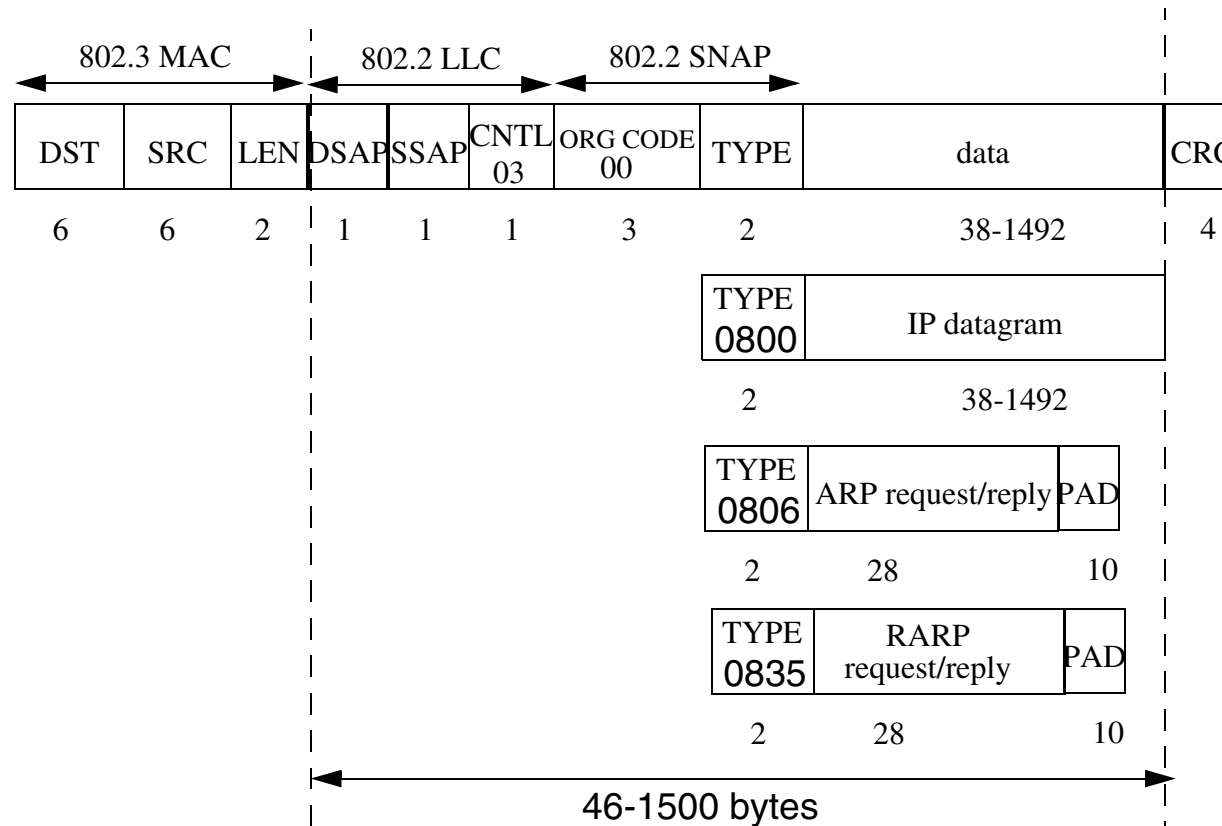 802.3 MAC 802.2 LLC 802.2 SNAP
DST SRC LEN DSAP SSAP CNTL 03 ORG CODE 00 TYPE data CRC
6 6 2 1 1 1 3 2 38-1492 4
TYPE 0800 IP datagram
2 38-1492
TYPE 0806 ARP request/reply PAD
2 28 10
TYPE 0835 RARP request/reply PAD
2 28 10
46-1500 bytes